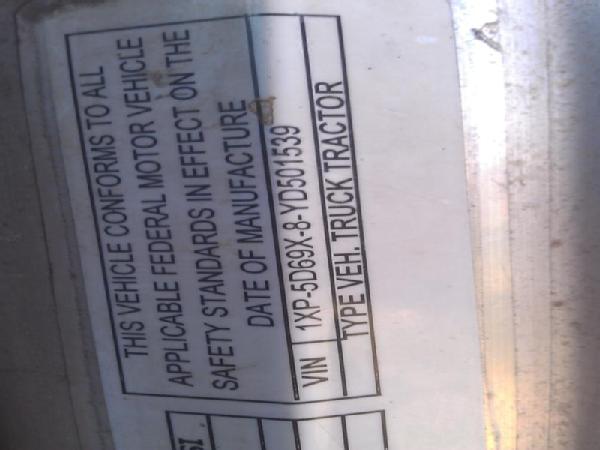 THIS VEHICLE CONFORMS TO ALL
APPLICABLE FEDERAL MOTOR VEHICLE
SAFETY STANDARDS IN EFFECT ON THE
DATE OF MANUFACTURE
VIN 1XP-5D69X-8-YD501539
TYPE VEH. TRUCK TRACTOR